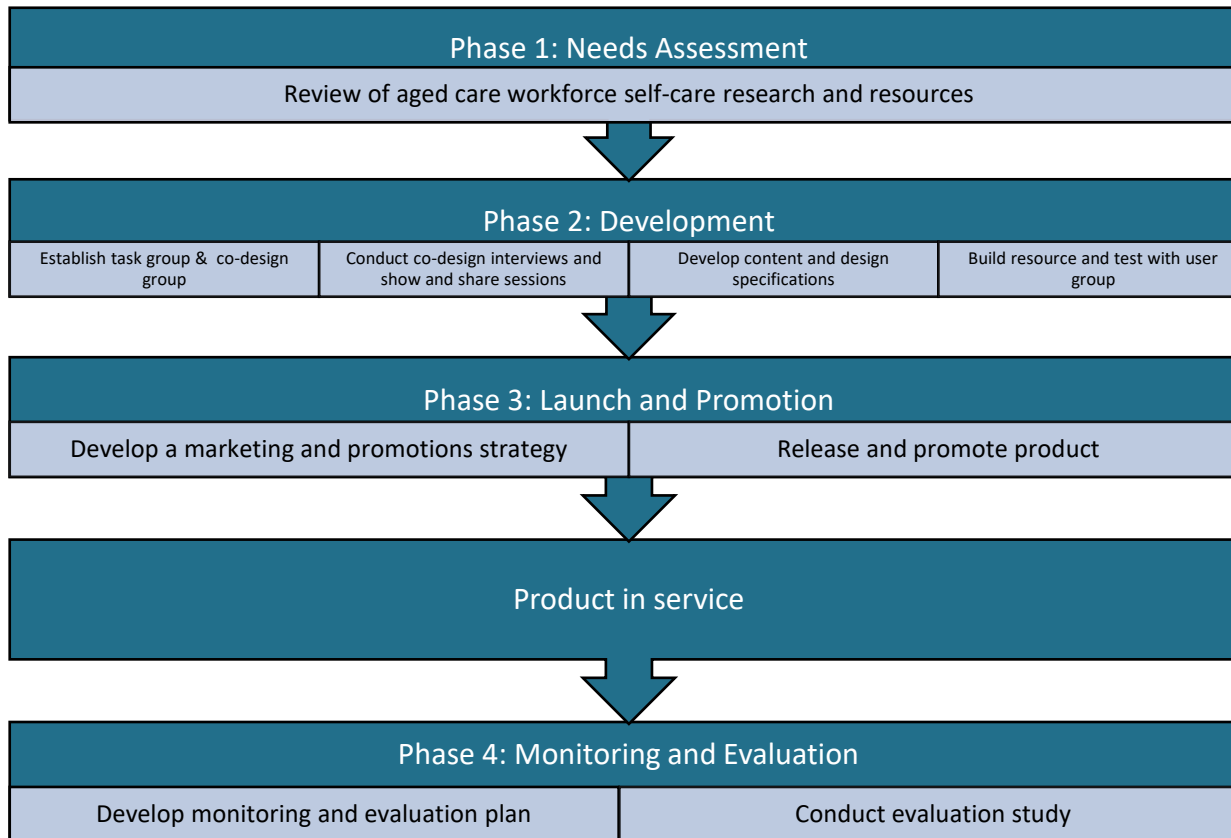 Phase 1: Needs Assessment
Review of aged care workforce self-care research and resources
Phase 2: Development
Establish task group & co-design
group
Conduct co-design interviews and
show and share sessions
Develop content and design
specifications
Build resource and test with user
group
Phase 3: Launch and Promotion
Develop a marketing and promotions strategy
Release and promote product
Product in service
Phase 4: Monitoring and Evaluation
Develop monitoring and evaluation plan
Conduct evaluation study